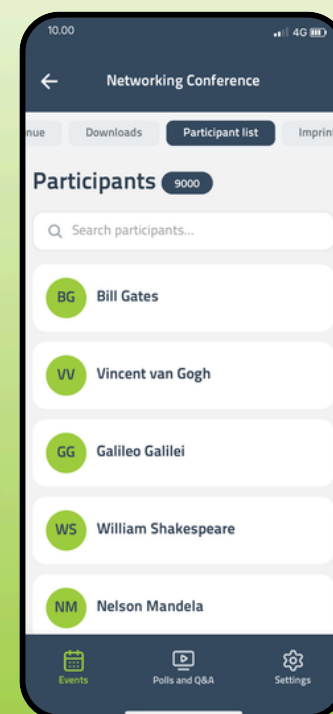 10.00 4G
Networking Conference
nue Downloads Participant list Imprin
Participants 9000
Search participants...
BG Bill Gates
VV Vincent van Gogh
GG Galileo Galilei
WS William Shakespeare
NM Nelson Mandela
Events Polls and Q&A Settings